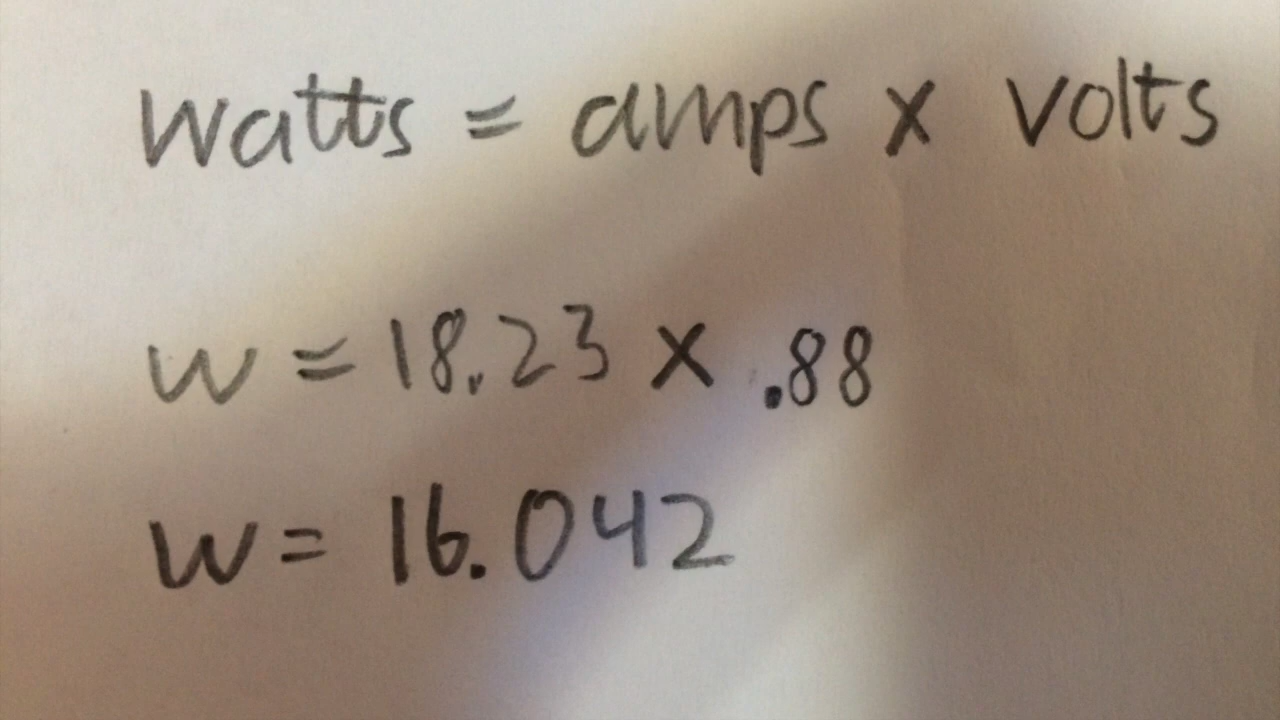 Watts = amps x volts
W = 18.23 x .88
W = 16.042